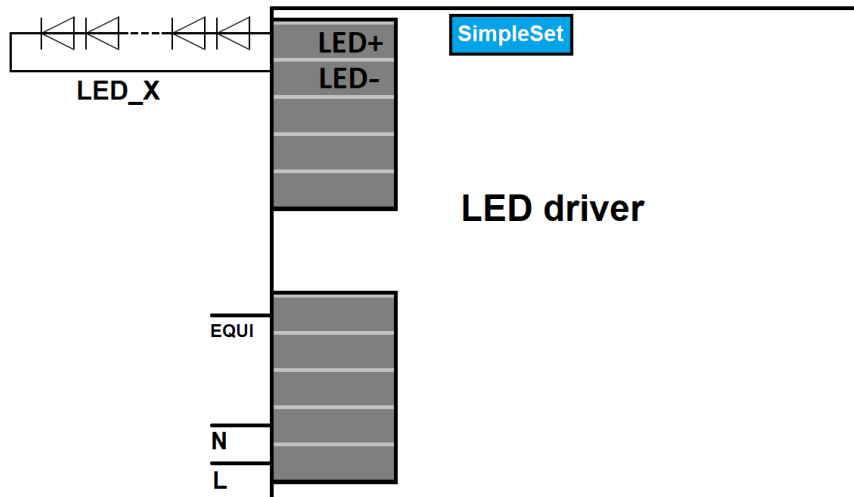 LED+
SimpleSet
LED-
LED_X
LED driver
EQUI
N
L